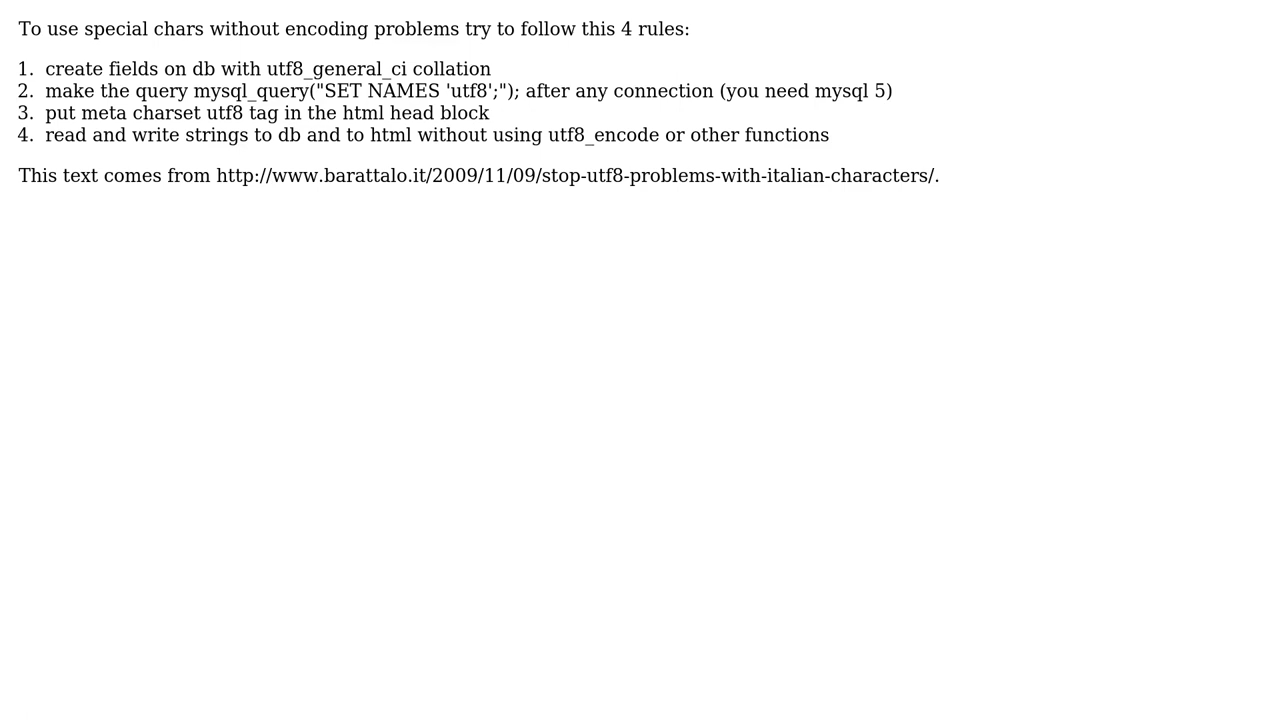 To use special chars without encoding problems try to follow this 4 rules:
1. create fields on db with utf8_general_ci collation
2. make the query mysql_query("SET NAMES 'utf8';"); after any connection (you need mysql 5)
3. put meta charset utf8 tag in the html head block
4. read and write strings to db and to html without using utf8_encode or other functions
This text comes from http://www.barattalo.it/2009/11/09/stop-utf8-problems-with-italian-characters/.